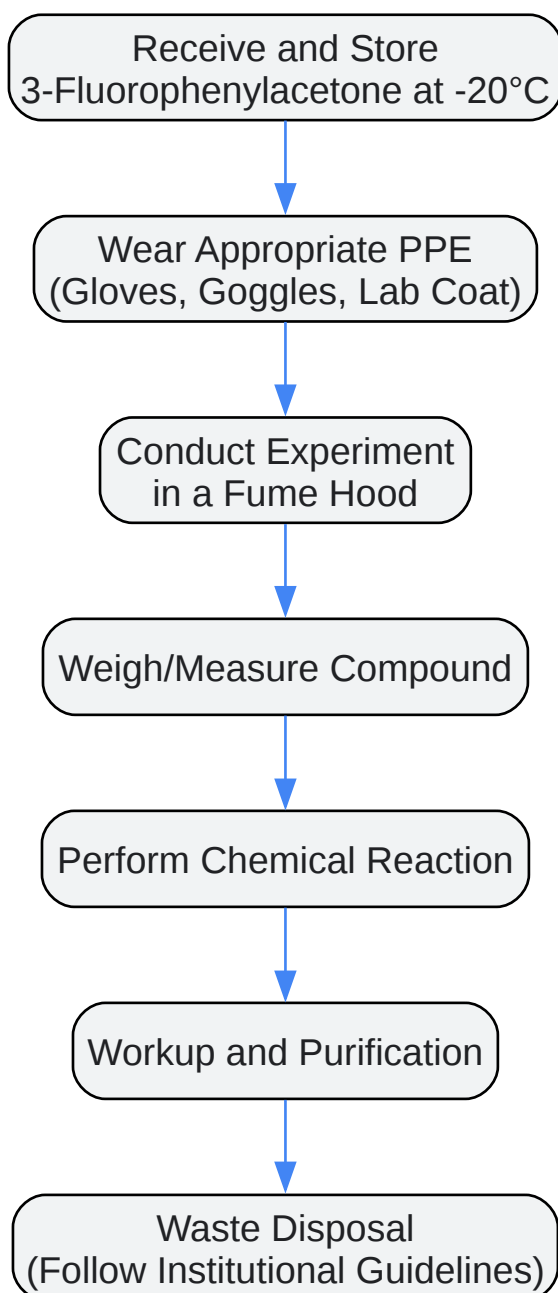 Receive and Store
3-Fluorophenylacetone at -20°C
Wear Appropriate PPE
(Gloves, Goggles, Lab Coat)
Conduct Experiment
in a Fume Hood
Weigh/Measure Compound
Perform Chemical Reaction
Workup and Purification
Waste Disposal
(Follow Institutional Guidelines)